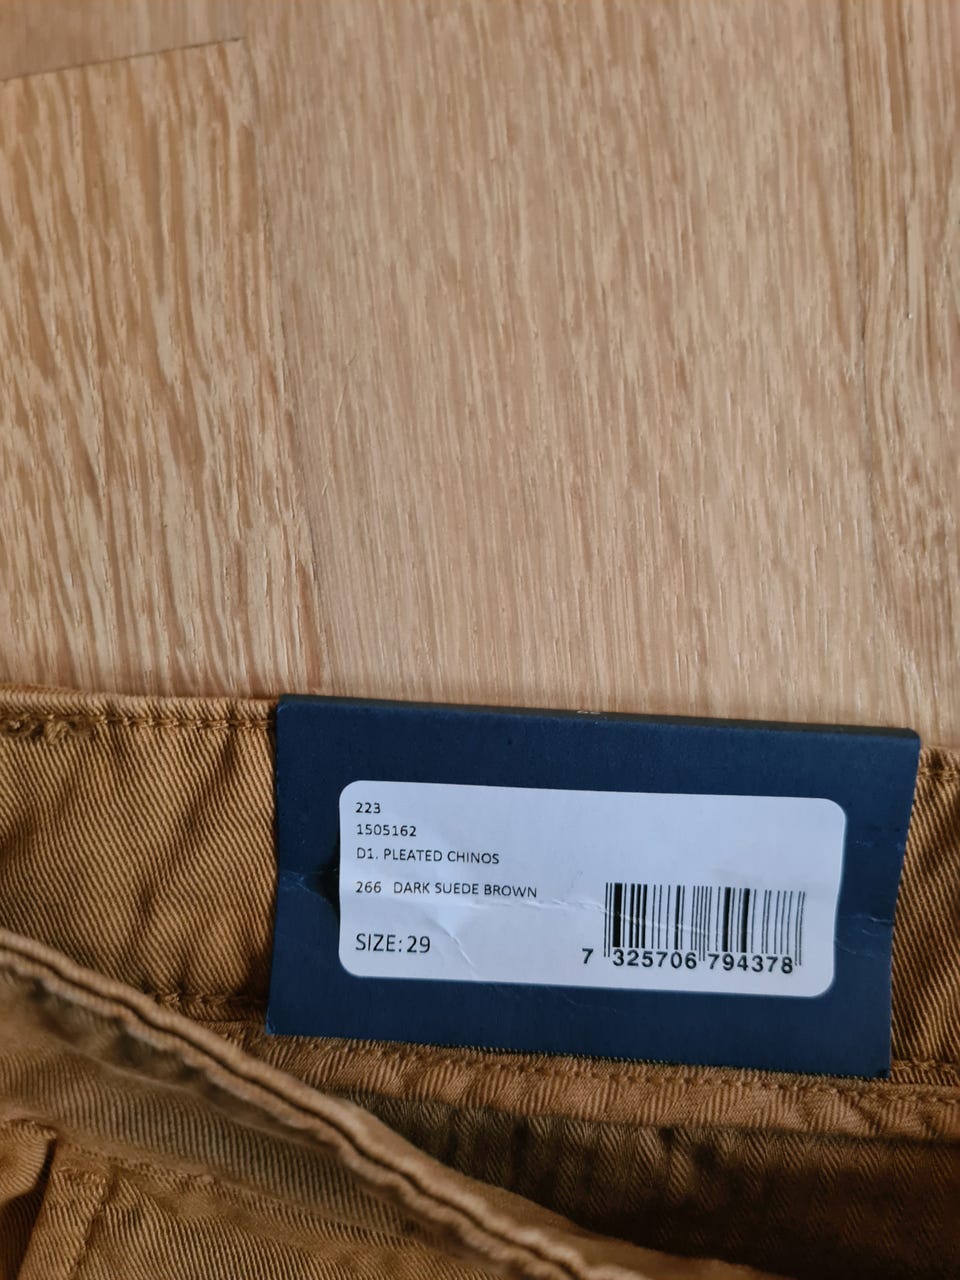 223
1505162
D1. PLEATED CHINOS
266 DARK SUEDE BROWN
SIZE: 29
7 325706 794378